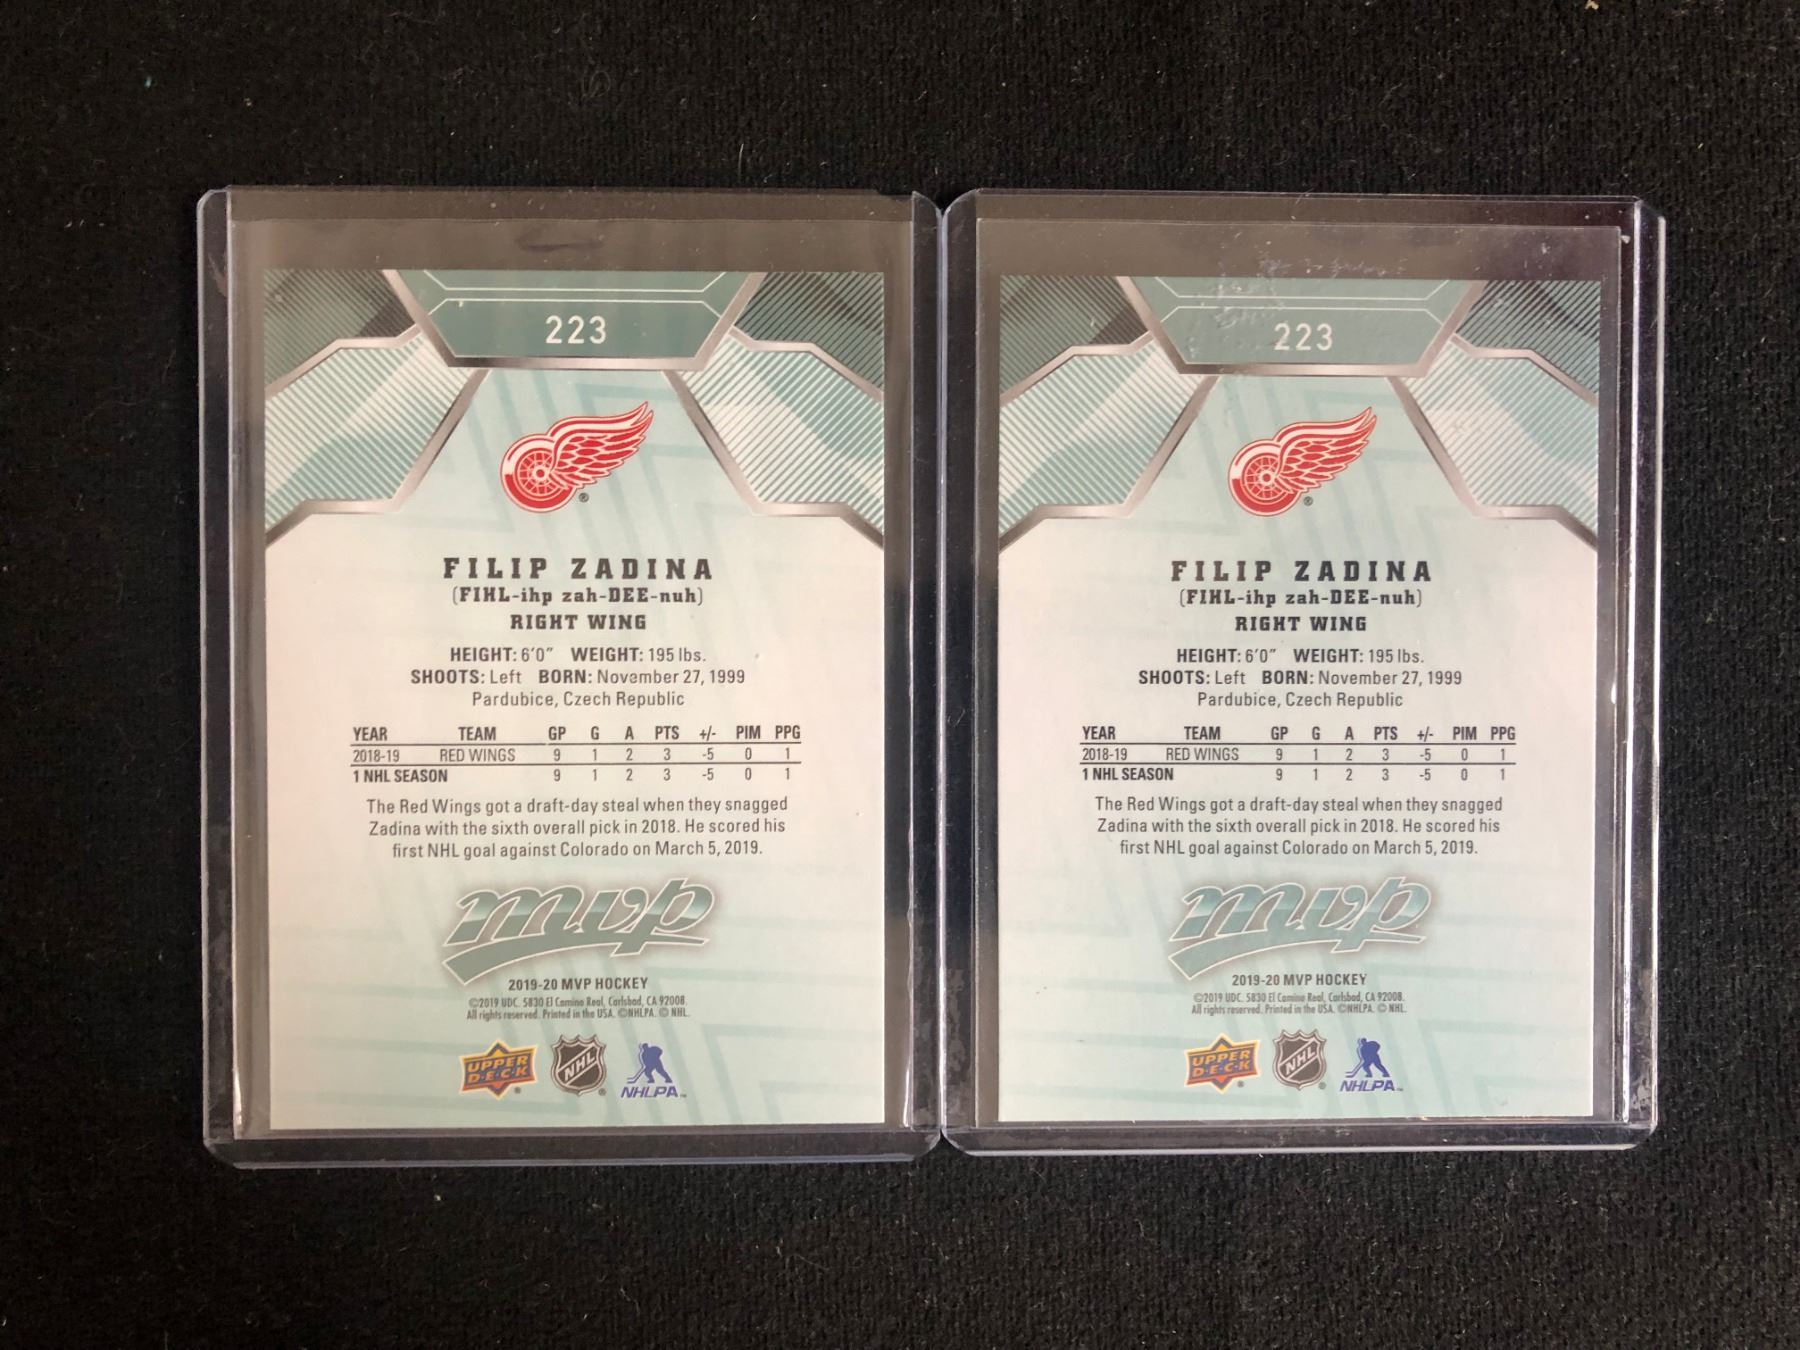 223
®
FILIP ZADINA
(FIHL-ihp zah-DEE-nuh)
RIGHT WING
HEIGHT: 6'0" WEIGHT: 195 lbs.
SHOOTS: Left BORN: November 27, 1999
Pardubice, Czech Republic
YEAR TEAM GP G A PTS +/- PIM PPG
2018-19 RED WINGS 9 1 2 3 -5 0 1
1 NHL SEASON 9 1 2 3 -5 0 1
The Red Wings got a draft-day steal when they snagged
Zadina with the sixth overall pick in 2018. He scored his
first NHL goal against Colorado on March 5, 2019.
mvp
2019-20 MVP HOCKEY
©2019 UDC. 5830 El Camino Real, Carlsbad, CA 92008.
All rights reserved. Printed in the USA. ©NHLPA. © NHL.
UPPER DECK® NHL® NHLPA™
223
®
FILIP ZADINA
(FIHL-ihp zah-DEE-nuh)
RIGHT WING
HEIGHT: 6'0" WEIGHT: 195 lbs.
SHOOTS: Left BORN: November 27, 1999
Pardubice, Czech Republic
YEAR TEAM GP G A PTS +/- PIM PPG
2018-19 RED WINGS 9 1 2 3 -5 0 1
1 NHL SEASON 9 1 2 3 -5 0 1
The Red Wings got a draft-day steal when they snagged
Zadina with the sixth overall pick in 2018. He scored his
first NHL goal against Colorado on March 5, 2019.
mvp
2019-20 MVP HOCKEY
©2019 UDC. 5830 El Camino Real, Carlsbad, CA 92008.
All rights reserved. Printed in the USA. ©NHLPA. © NHL.
UPPER DECK® NHL® NHLPA™